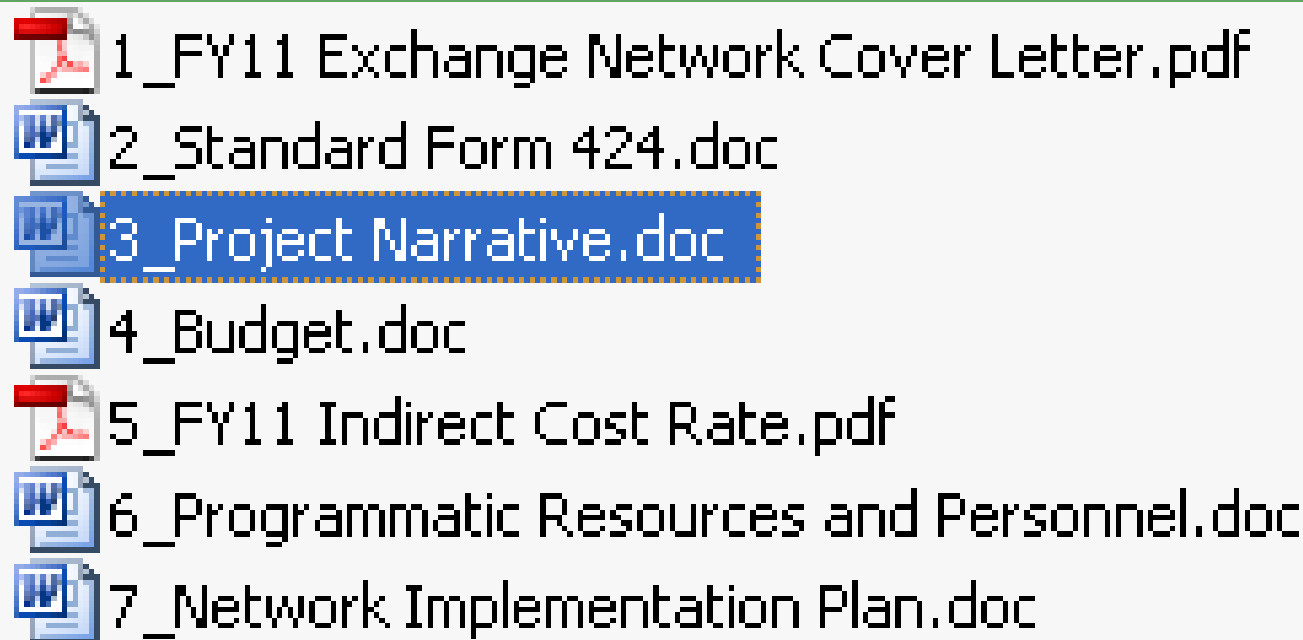 1_FY11 Exchange Network Cover Letter.pdf
2_Standard Form 424.doc
3_Project Narrative.doc
4_Budget.doc
5_FY11 Indirect Cost Rate.pdf
6_Programmatic Resources and Personnel.doc
7_Network Implementation Plan.doc